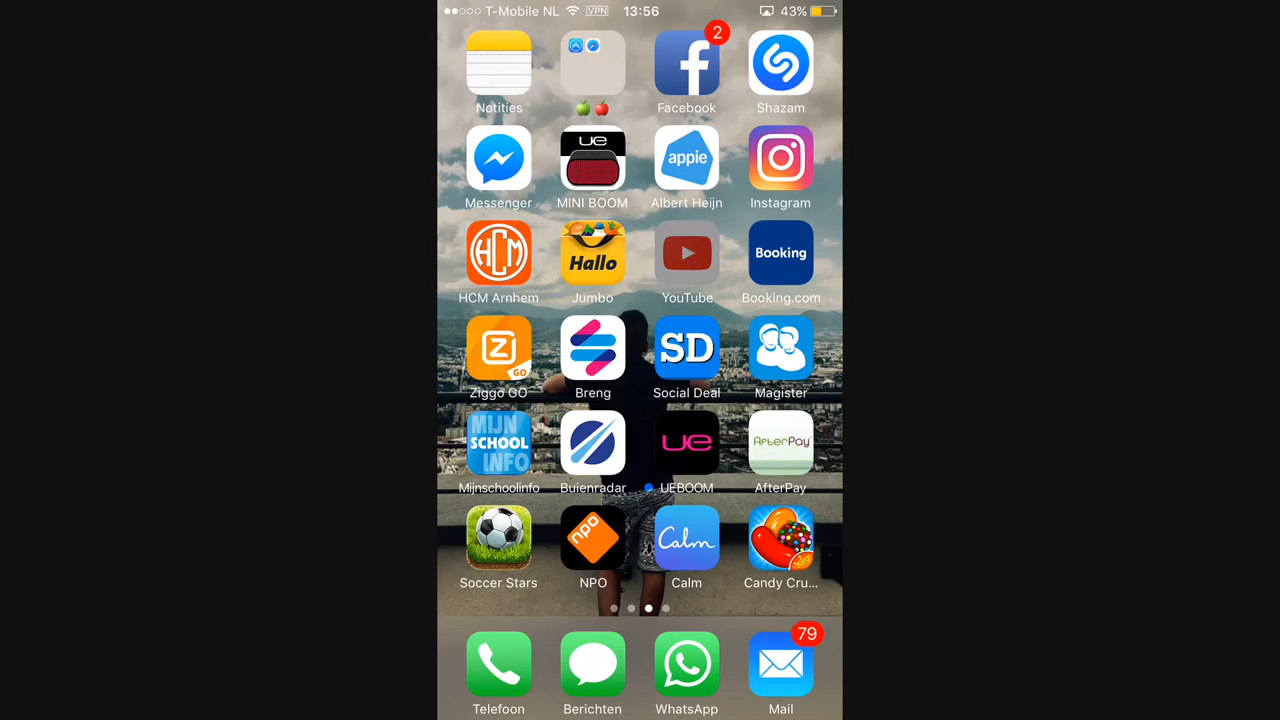 T-Mobile NL VPN 13:56 43%
2
Notities Facebook Shazam
ue appie
Messenger MINI BOOM Albert Heijn Instagram
HCM Hallo Booking
HCM Arnhem Jumbo YouTube Booking.com
Z GO SD
Ziggo GO Breng Social Deal Magister
MIJN SCHOOL INFO ue AfterPay
Mijnschoolinfo Buienradar UEBOOM AfterPay
npo Calm King
Soccer Stars NPO Calm Candy Cru...
79
Telefoon Berichten WhatsApp Mail